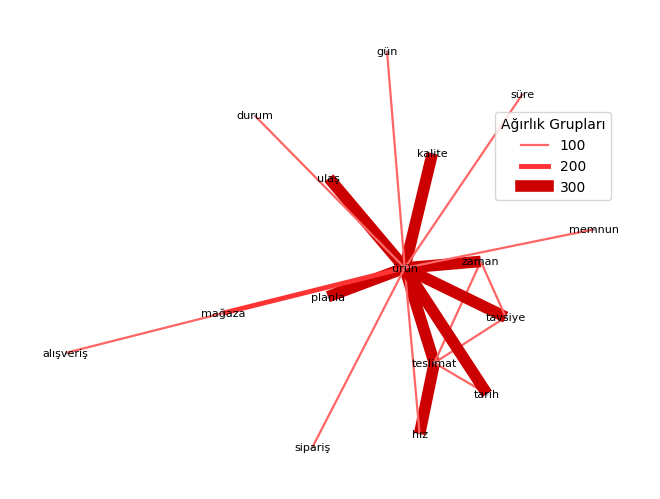 gün
süre
durum
Ağırlık Grupları
100
200
300
kalite
ulaş
memnun
zaman
ürün
planla
mağaza
tavsiye
alışveriş
teslimat
tarih
hız
sipariş